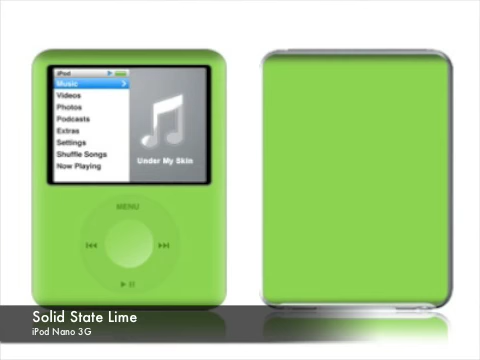 iPod
Music
Videos
Photos
Podcasts
Extras
Settings
Shuffle Songs
Now Playing
Under My Skin
MENU
Solid State Lime
iPod Nano 3G